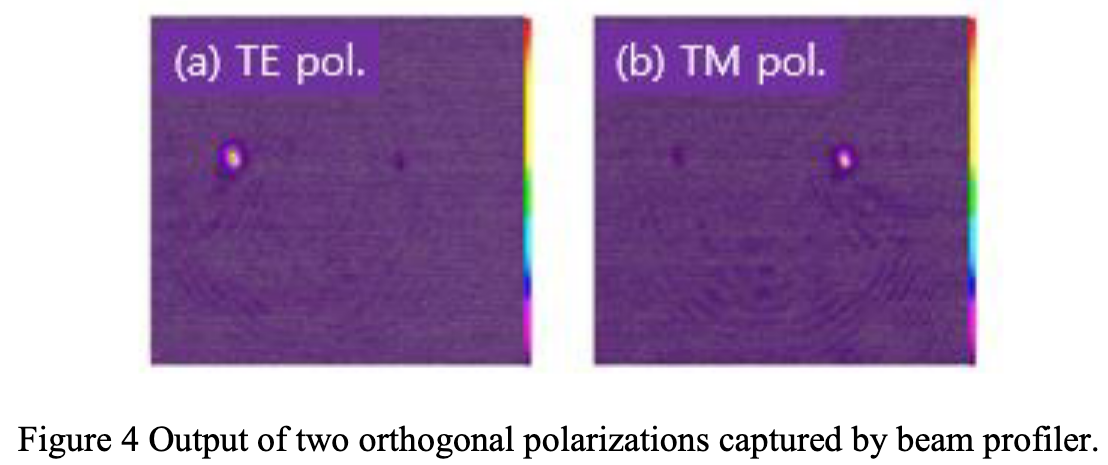 (a) TE pol.
(b) TM pol.
Figure 4 Output of two orthogonal polarizations captured by beam profiler.